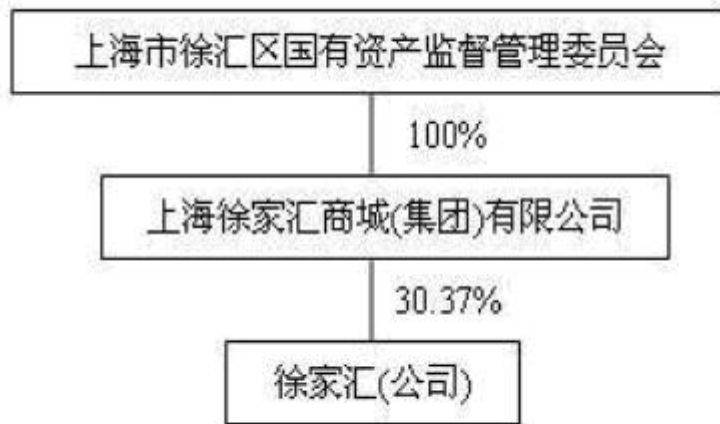 上海市徐汇区国有资产监督管理委员会
100%
上海徐家汇商城(集团)有限公司
30.37%
徐家汇(公司)